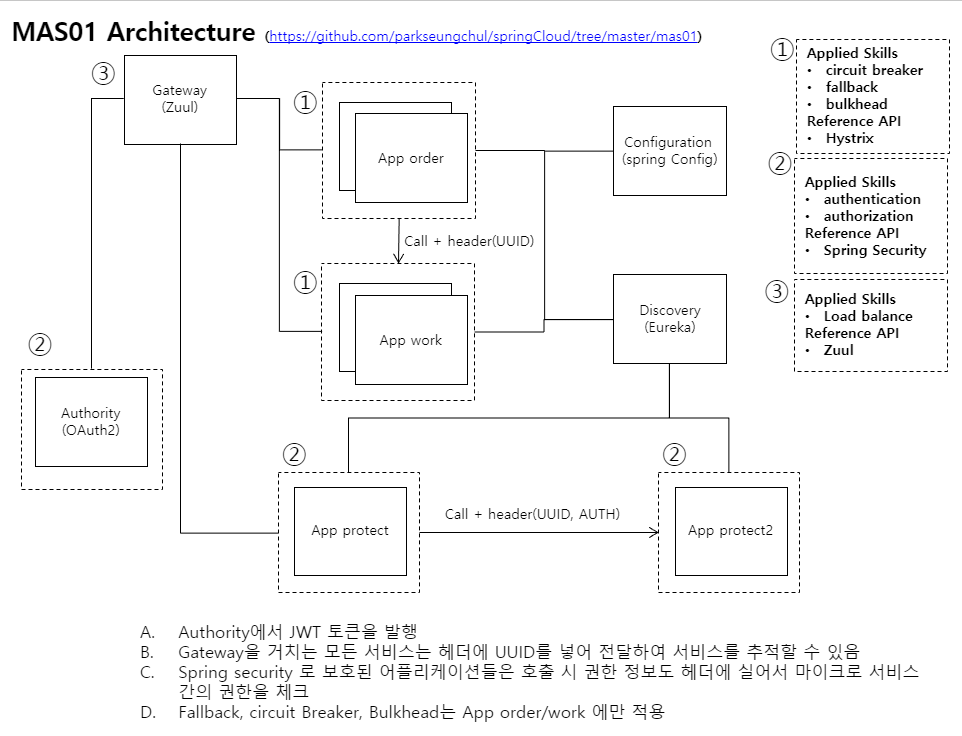 MAS01 Architecture (https://github.com/parkseungchul/springCloud/tree/master/mas01)
③
Gateway
(Zuul)
①
App order
Call + header(UUID)
①
App work
Configuration
(spring Config)
Discovery
(Eureka)
②
Authority
(OAuth2)
②
App protect
Call + header(UUID, AUTH)
②
App protect2
①
Applied Skills
• circuit breaker
• fallback
• bulkhead
Reference API
• Hystrix
②
Applied Skills
• authentication
• authorization
Reference API
• Spring Security
③
Applied Skills
• Load balance
Reference API
• Zuul
A. Authority에서 JWT 토큰을 발행
B. Gateway을 거치는 모든 서비스는 헤더에 UUID를 넣어 전달하여 서비스를 추적할 수 있음
C. Spring security 로 보호된 어플리케이션들은 호출 시 권한 정보도 헤더에 실어서 마이크로 서비스
간의 권한을 체크
D. Fallback, circuit Breaker, Bulkhead는 App order/work 에만 적용